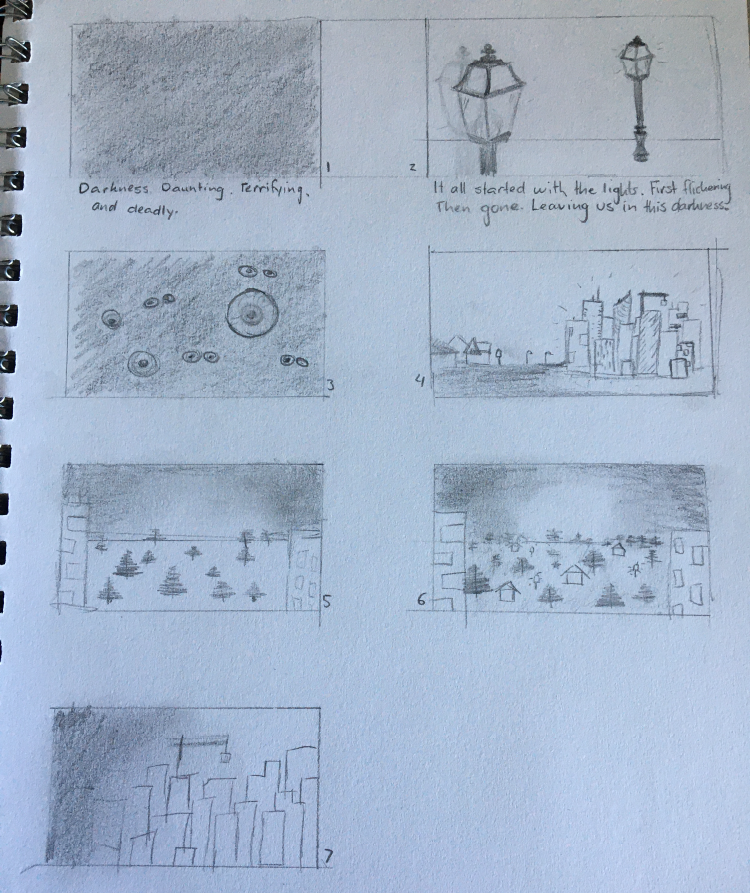 1
2
Darkness. Daunting. Terrifying.
and deadly.
It all started with the lights. First flickering
Then gone. Leaving us in this darkness.
3
4
5
6
7